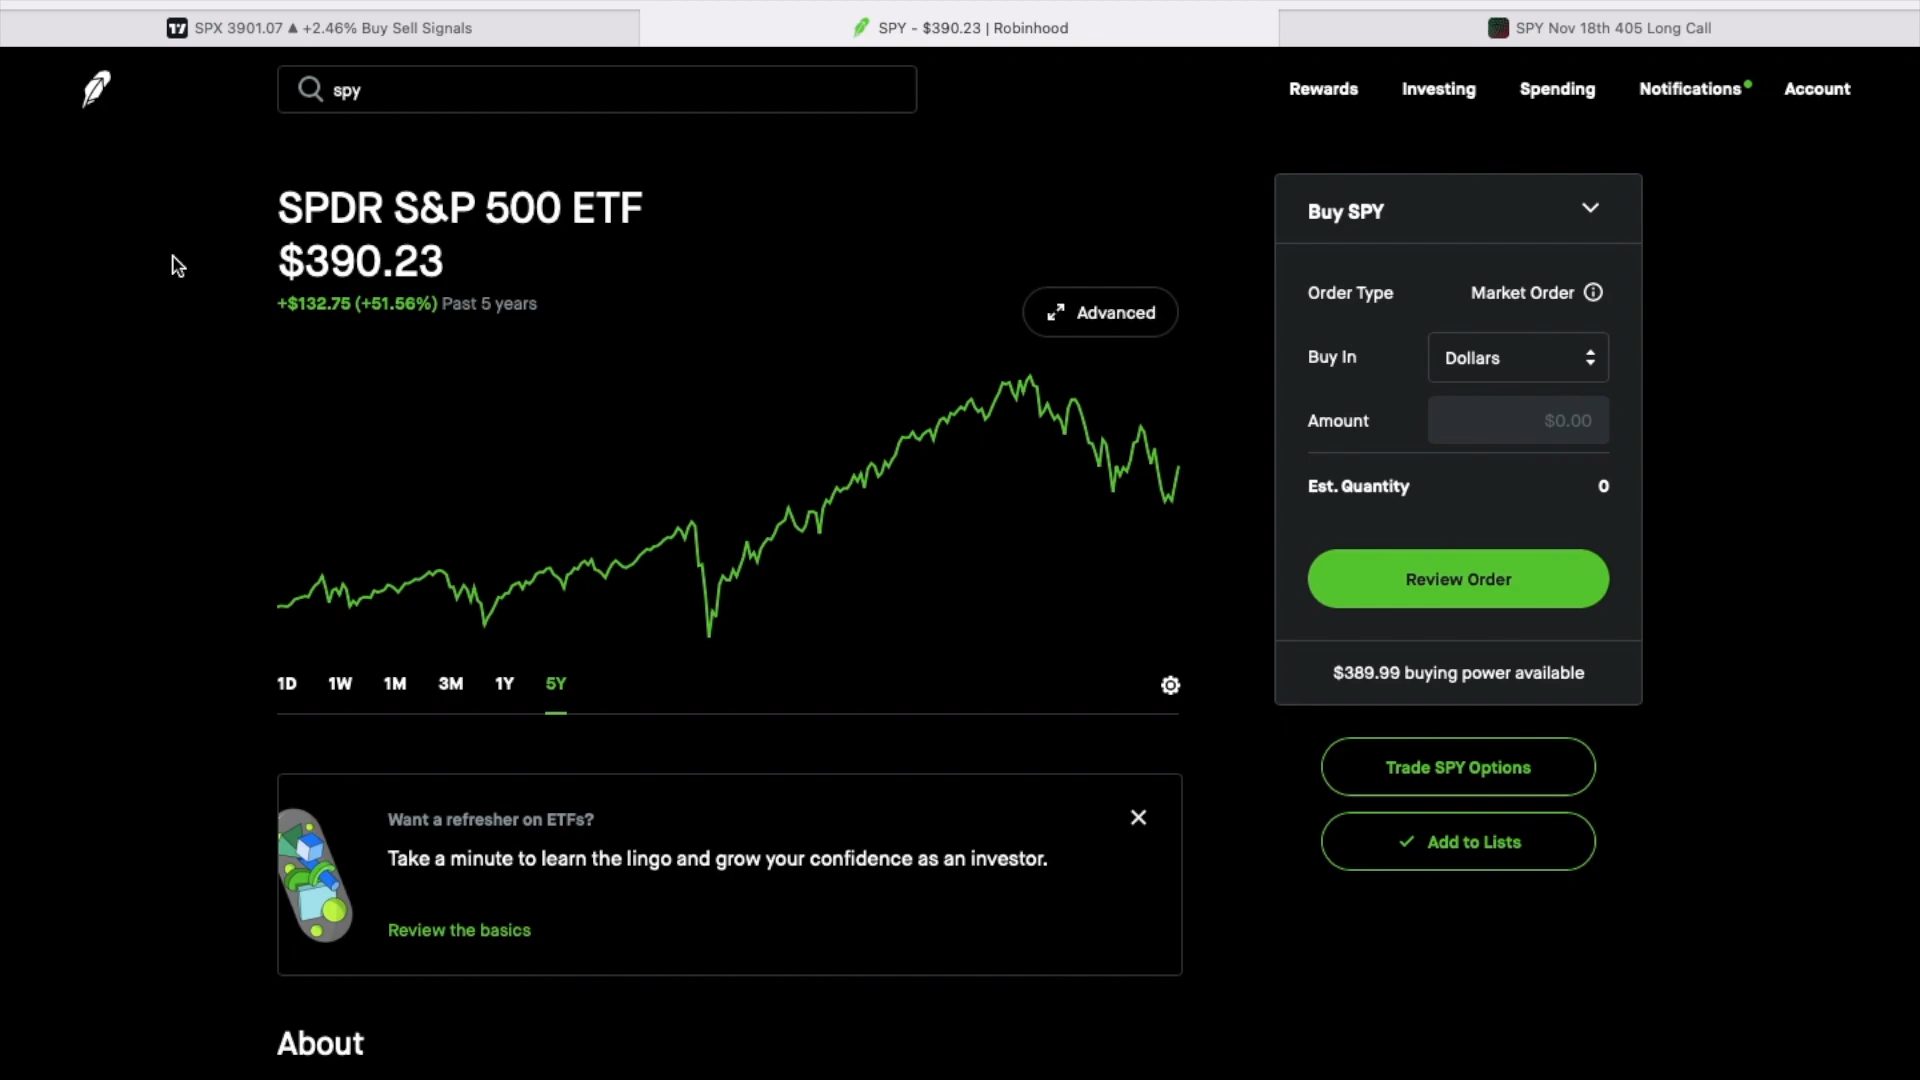 SPX 3901.07 ▲ +2.46% Buy Sell Signals
SPY - $390.23 | Robinhood
SPY Nov 18th 405 Long Call
spy
Rewards
Investing
Spending
Notifications
Account
SPDR S&P 500 ETF
$390.23
+$132.75 (+51.56%) Past 5 years
Advanced
1D 1W 1M 3M 1Y 5Y
Want a refresher on ETFs?
Take a minute to learn the lingo and grow your confidence as an investor.
Review the basics
About
Buy SPY
Order Type Market Order
Buy In Dollars
Amount $0.00
Est. Quantity 0
Review Order
$389.99 buying power available
Trade SPY Options
Add to Lists